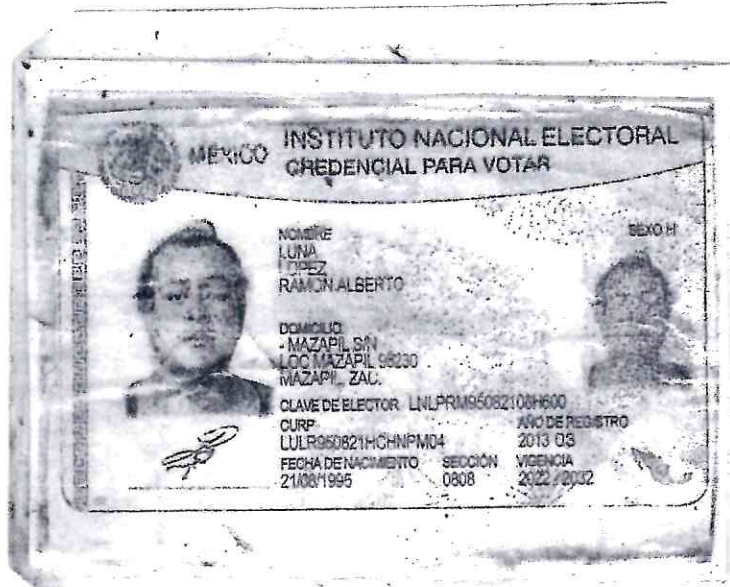 MÉXICO INSTITUTO NACIONAL ELECTORAL
CREDENCIAL PARA VOTAR
NOMBRE
SEXO H
LUNA
LOPEZ
RAMON ALBERTO
DOMICILIO
- MAZAPIL S/N
LOC MAZAPIL 98230
MAZAPIL, ZAC.
CLAVE DE ELECTOR LNLPRM95082108H600
CURP
AÑO DE REGISTRO
LULR950821HCHNPM04
2013 03
FECHA DE NACIMIENTO SECCIÓN VIGENCIA
21/08/1995 0808 2022 - 2032